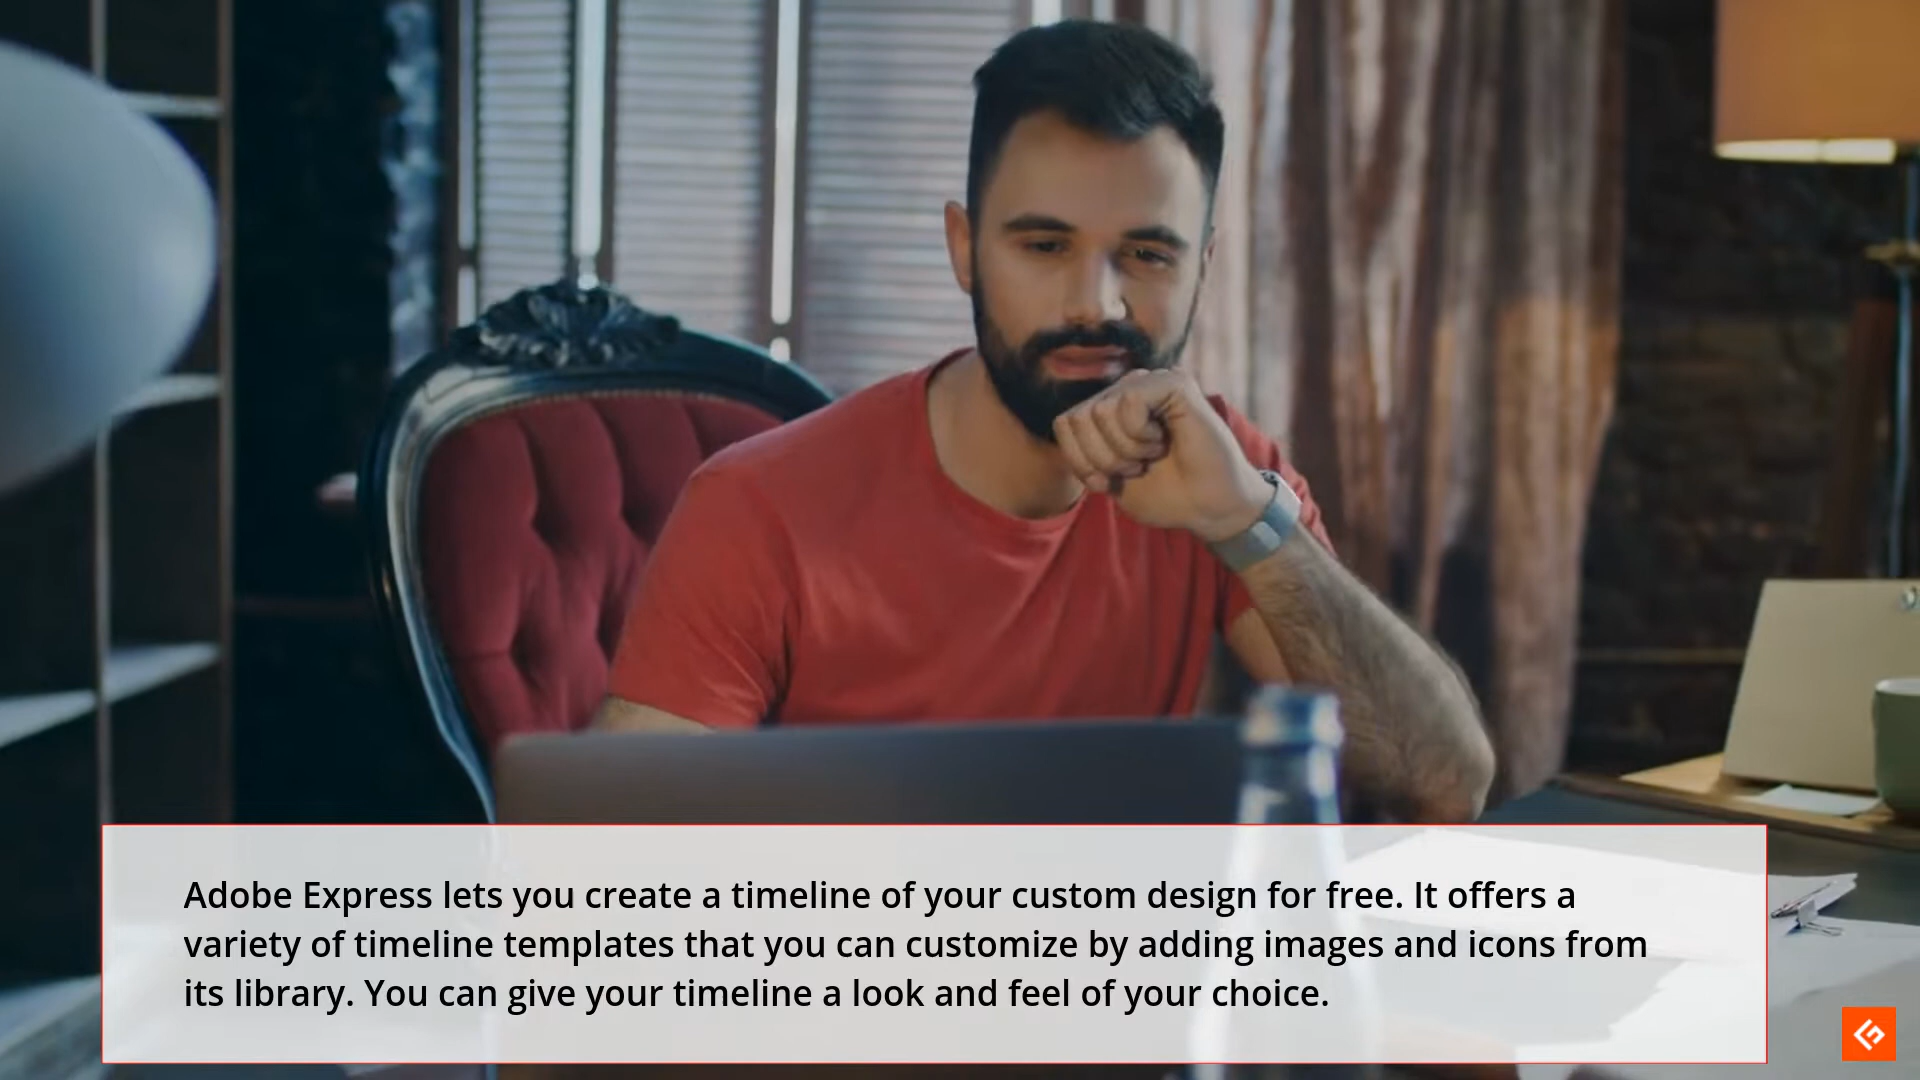 Adobe Express lets you create a timeline of your custom design for free. It offers a
variety of timeline templates that you can customize by adding images and icons from
its library. You can give your timeline a look and feel of your choice.